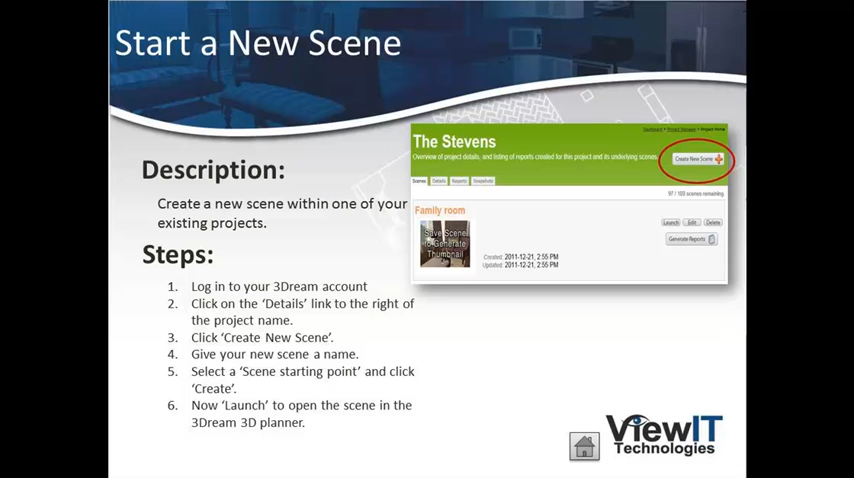 Start a New Scene
Description:
Create a new scene within one of your
existing projects.
Steps:
1. Log in to your 3Dream account
2. Click on the ‘Details’ link to the right of
the project name.
3. Click ‘Create New Scene’.
4. Give your new scene a name.
5. Select a ‘Scene starting point’ and click
‘Create’.
6. Now ‘Launch’ to open the scene in the
3Dream 3D planner.
Dashboard > Project Manager > Project Home
The Stevens
Overview of project details, and listing of reports created for this project and its underlying scenes.
Create New Scene
Scenes Details Reports Snapshots
97 / 100 scenes remaining
Family room
Launch Edit Delete
Save Scene
to Generate
Thumbnail
Generate Reports
Created: 2011-12-21, 2:55 PM
Updated: 2011-12-21, 2:55 PM
ViewIT
Technologies